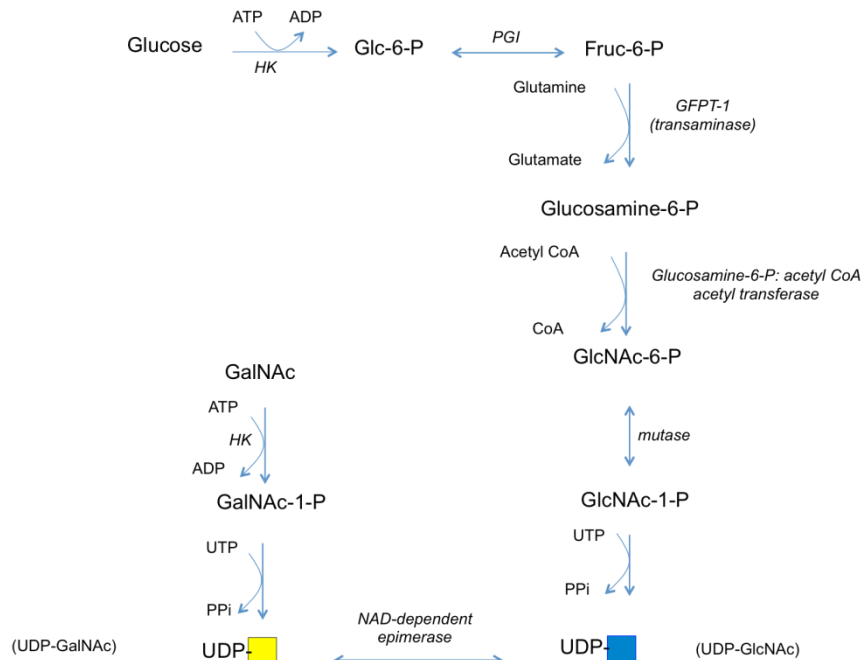 ATP
ADP
Glucose
HK
Glc-6-P
PGI
Fruc-6-P
Glutamine
GFPT-1
(transaminase)
Glutamate
Glucosamine-6-P
Acetyl CoA
Glucosamine-6-P: acetyl CoA
acetyl transferase
CoA
GlcNAc-6-P
GalNAc
ATP
HK
ADP
mutase
GalNAc-1-P
GlcNAc-1-P
UTP
PPi
UTP
PPi
(UDP-GalNAc)
UDP-
NAD-dependent
epimerase
UDP-
(UDP-GlcNAc)